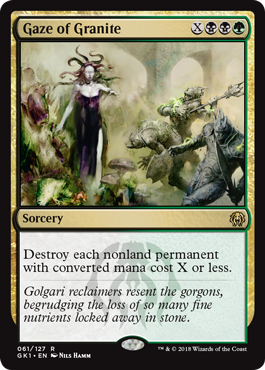 Gaze of Granite
X
Sorcery
Destroy each nonland permanent
with converted mana cost X or less.
Golgari reclaimers resent the gorgons,
begrudging the loss of so many fine
nutrients locked away in stone.
061/127 R
GK1 • EN Nils Hamm
™ & © 2018 Wizards of the Coast